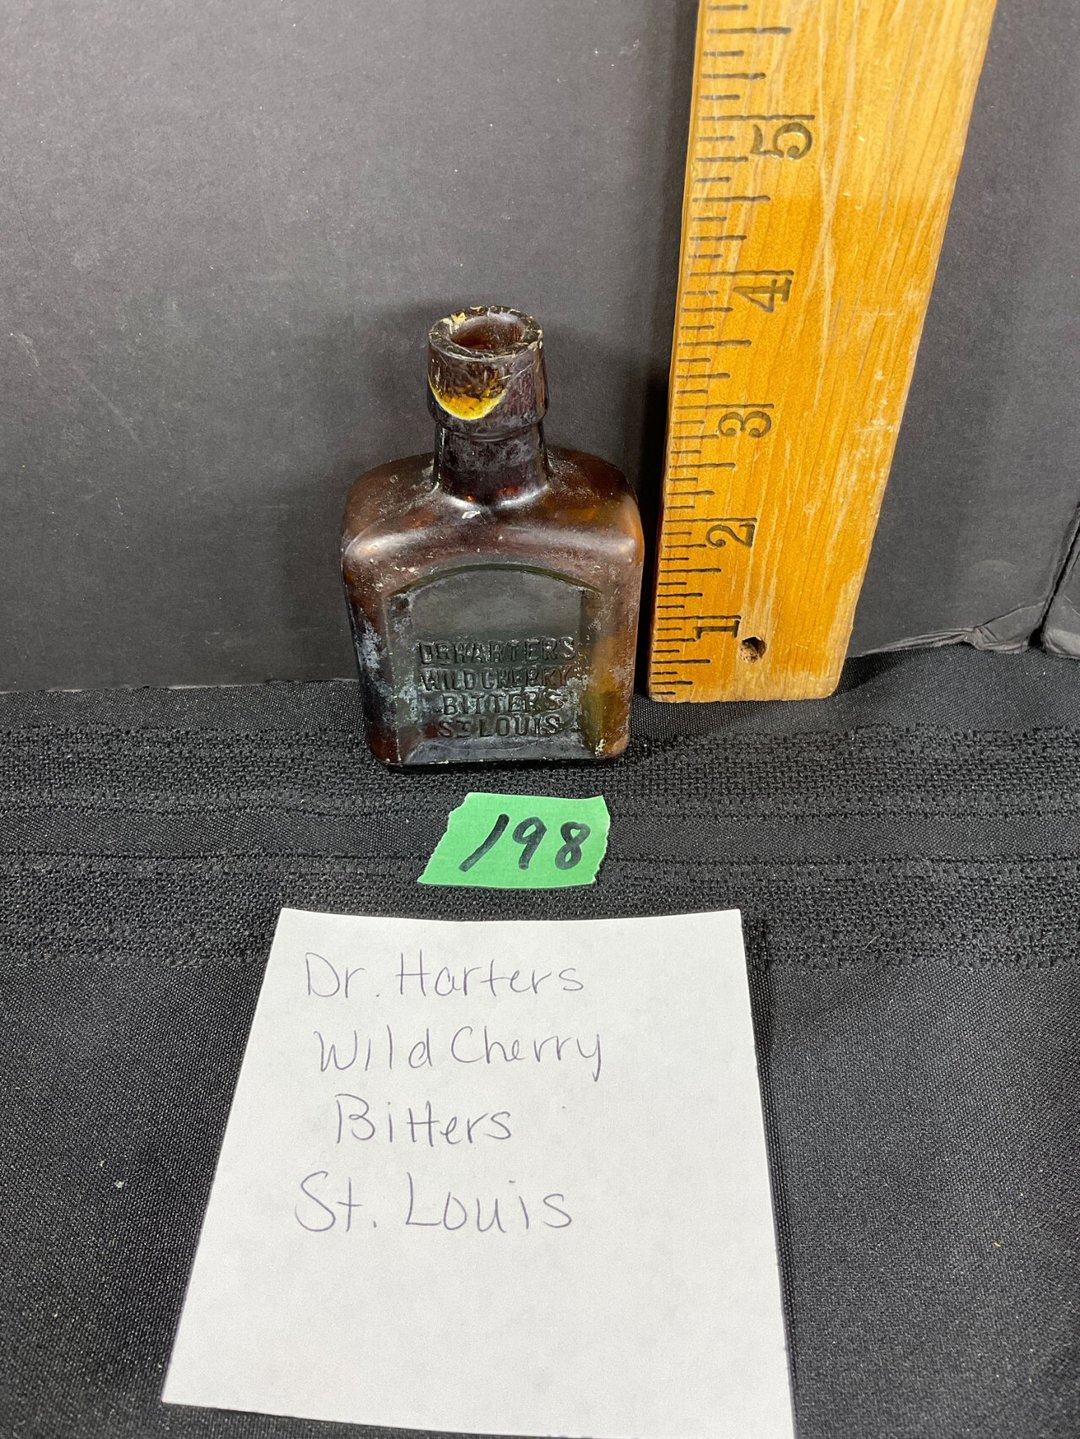 5
4
3
2
1
DR HARTERS
WILD CHERRY
BITTERS
ST LOUIS
198
Dr. Harters
Wild Cherry
Bitters
St. Louis